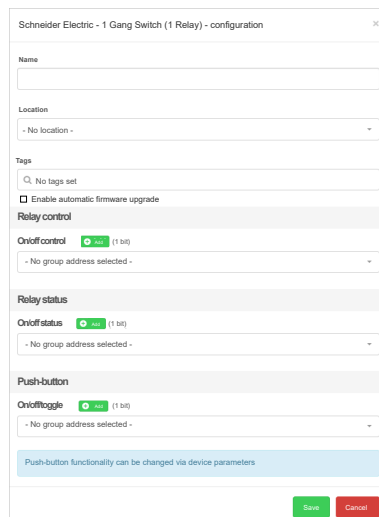 Schneider Electric - 1 Gang Switch (1 Relay) - configuration ×
Name
Location
- No location -
Tags
No tags set
Enable automatic firmware upgrade
Relay control
On/off control Add (1 bit)
- No group address selected -
Relay status
On/off status Add (1 bit)
- No group address selected -
Push-button
On/off/toggle Add (1 bit)
- No group address selected -
Push-button functionality can be changed via device parameters
Save Cancel